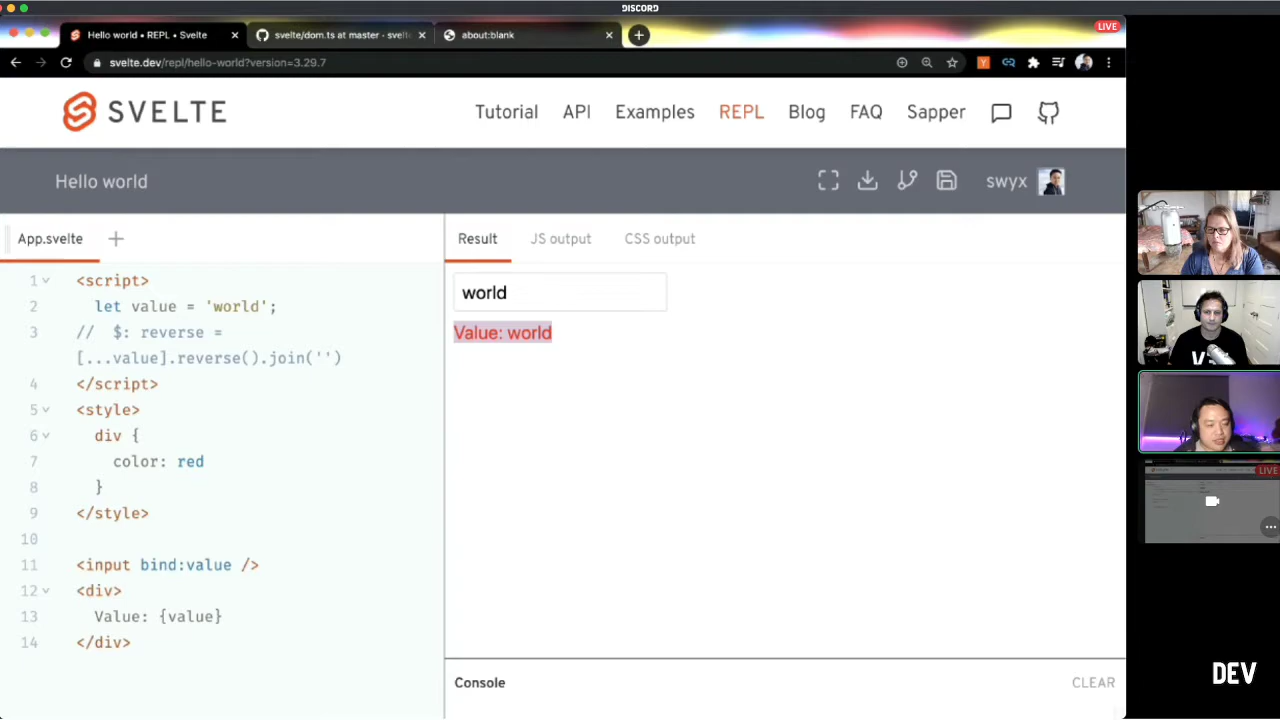 DISCORD
Hello world • REPL • Svelte
svelte/dom.ts at master · svelte
about:blank
LIVE
svelte.dev/repl/hello-world?version=3.29.7
SVELTE
Tutorial
API
Examples
REPL
Blog
FAQ
Sapper
Hello world
swyx
App.svelte
Result
JS output
CSS output
1 <script>
2 let value = 'world';
3 // $: reverse =
[...value].reverse().join('')
4 </script>
5 <style>
6 div {
7 color: red
8 }
9 </style>
10
11 <input bind:value />
12 <div>
13 Value: {value}
14 </div>
world
Value: world
LIVE
Console
CLEAR
DEV